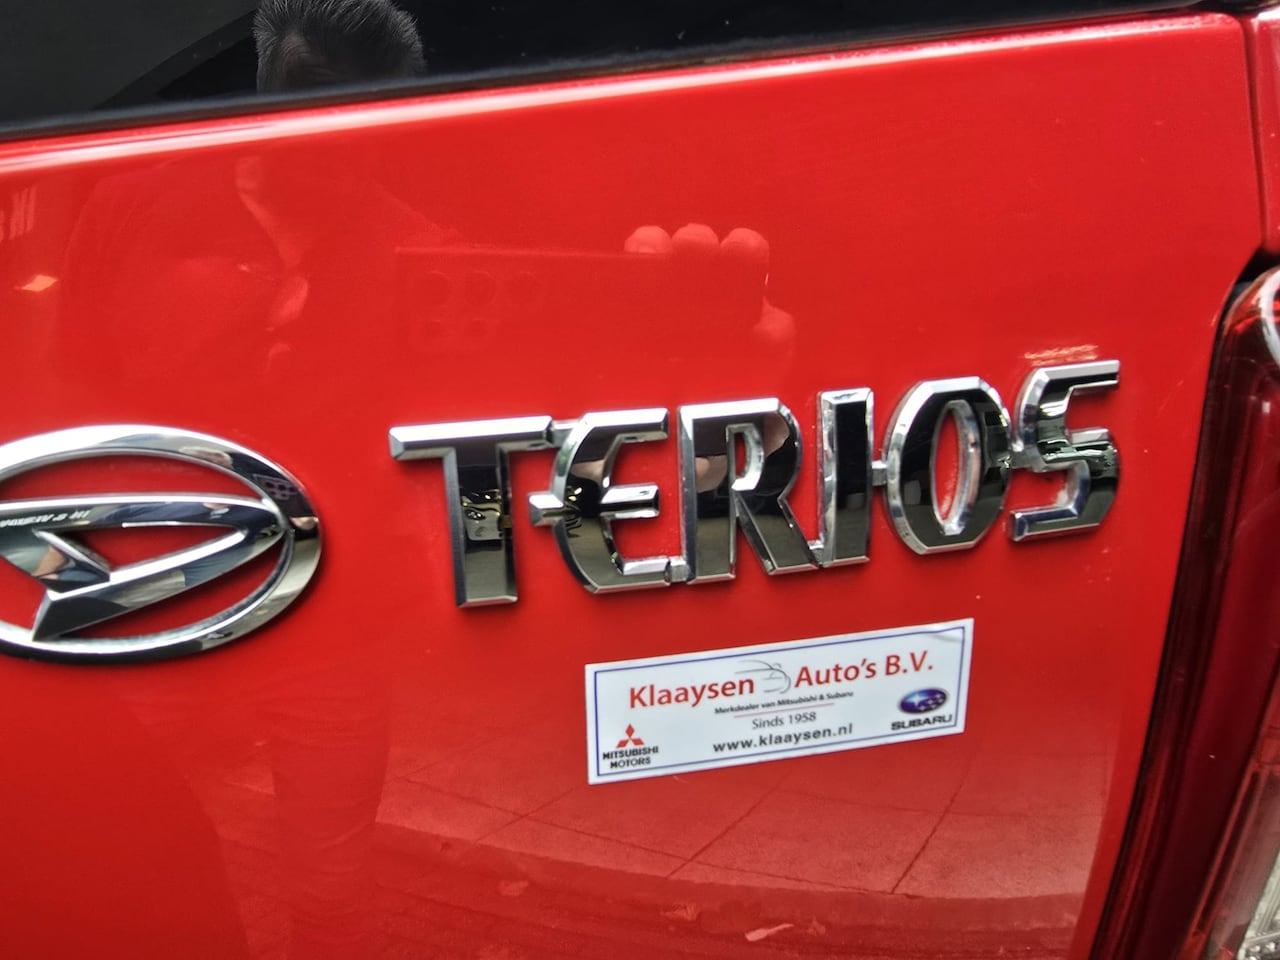 TERIOS
Klaaysen Auto's B.V.
Merkdealer van Mitsubishi & Subaru
Sinds 1958
www.klaaysen.nl
MITSUBISHI
MOTORS
SUBARU